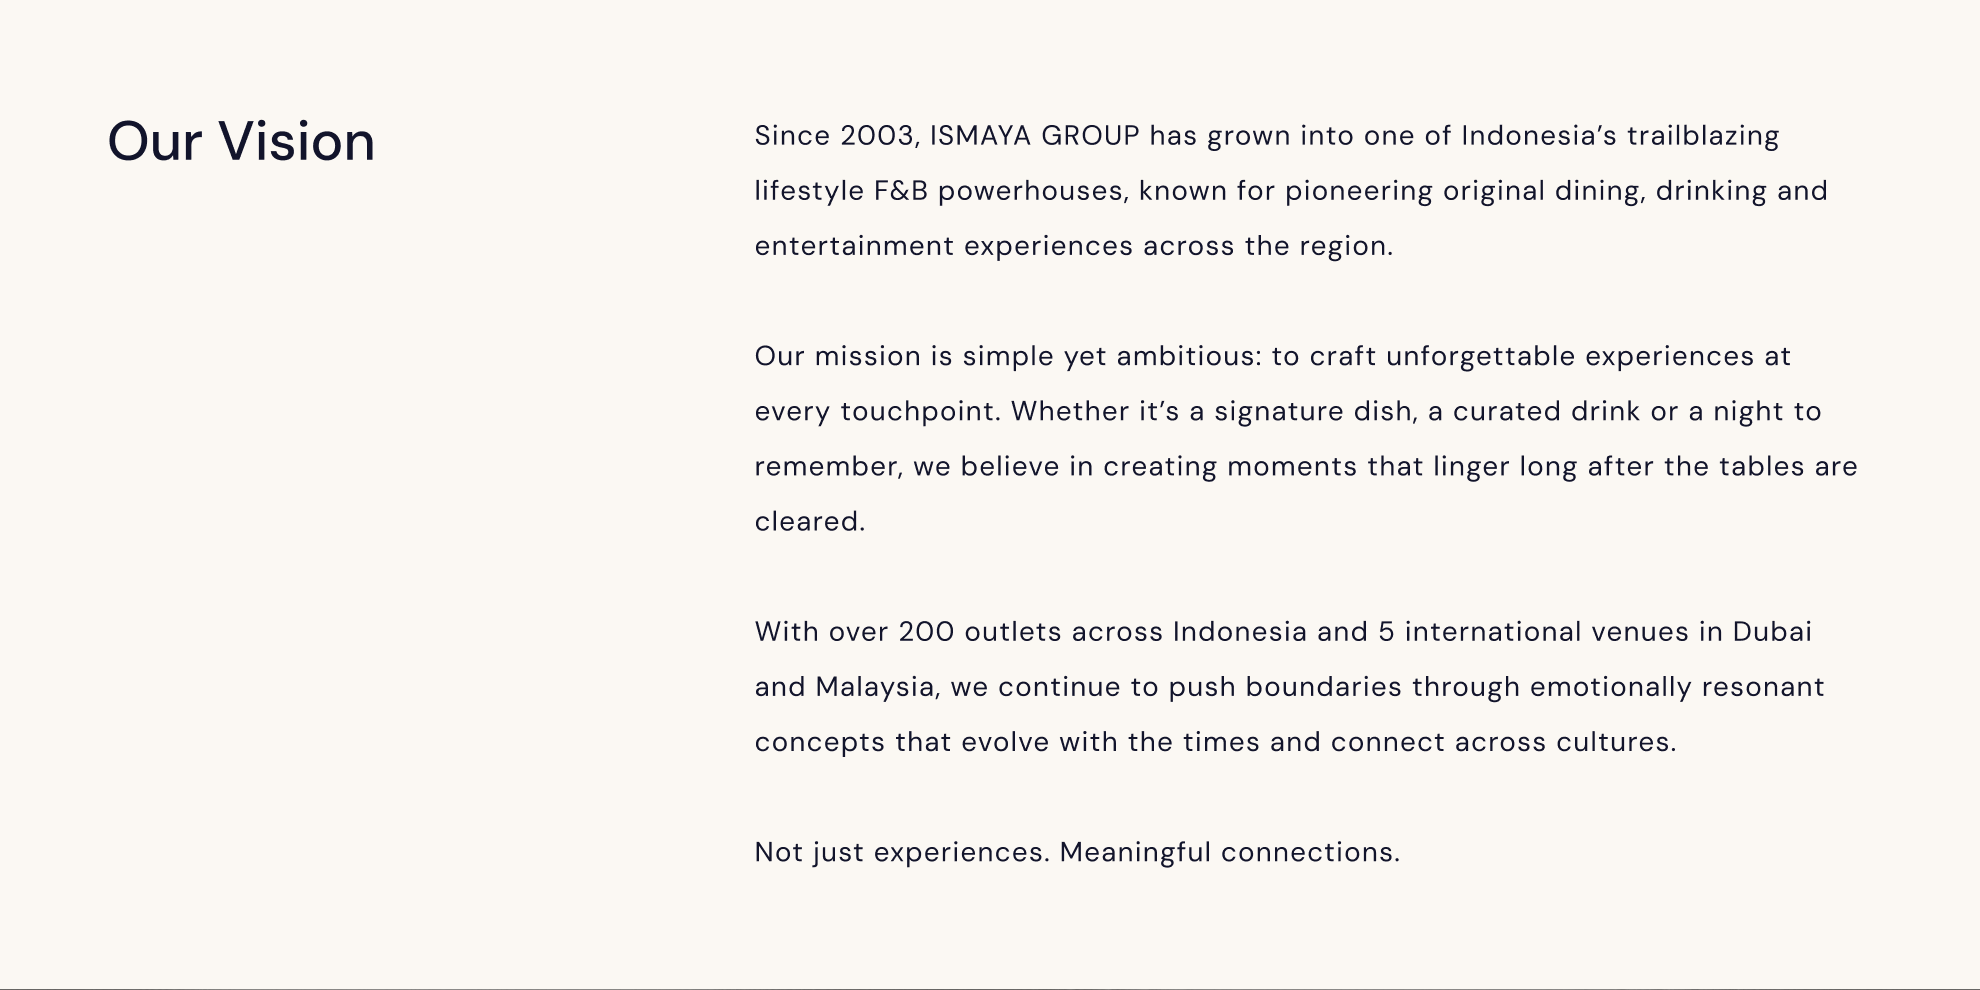 Our Vision
Since 2003, ISMAYA GROUP has grown into one of Indonesia’s trailblazing
lifestyle F&B powerhouses, known for pioneering original dining, drinking and
entertainment experiences across the region.
Our mission is simple yet ambitious: to craft unforgettable experiences at
every touchpoint. Whether it’s a signature dish, a curated drink or a night to
remember, we believe in creating moments that linger long after the tables are
cleared.
With over 200 outlets across Indonesia and 5 international venues in Dubai
and Malaysia, we continue to push boundaries through emotionally resonant
concepts that evolve with the times and connect across cultures.
Not just experiences. Meaningful connections.